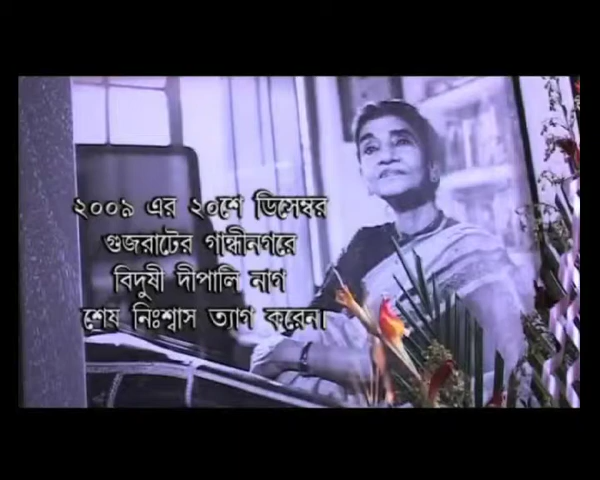 ২০০৯ এর ২০শে ডিসেম্বর
গুজরাটের গান্ধীনগরে
বিদুষী দীপালি নাগ
শেষ নিঃশ্বাস ত্যাগ করেন।